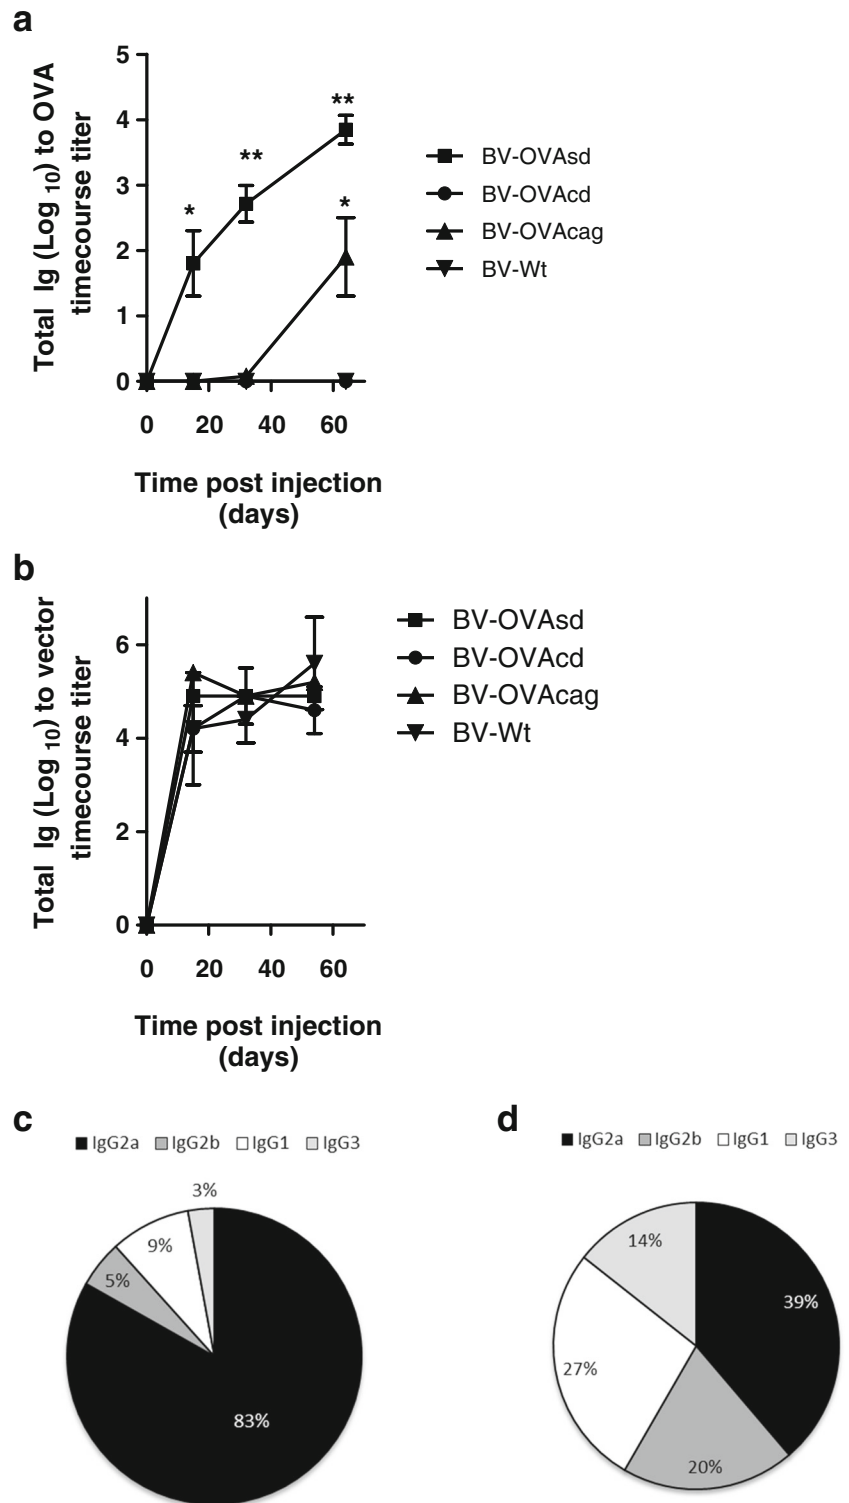 a
Total Ig (Log 10) to OVA
timecourse titer
5
4
3
2
1
0
*
**
**
*
0 20 40 60
Time post injection
(days)
BV-OVAsd
BV-OVAcd
BV-OVAcag
BV-Wt
b
Total Ig (Log 10) to vector
timecourse titer
6
4
2
0
0 20 40 60
Time post injection
(days)
BV-OVAsd
BV-OVAcd
BV-OVAcag
BV-Wt
c
IgG2a IgG2b IgG1 IgG3
3%
9%
5%
83%
d
IgG2a IgG2b IgG1 IgG3
14%
39%
27%
20%